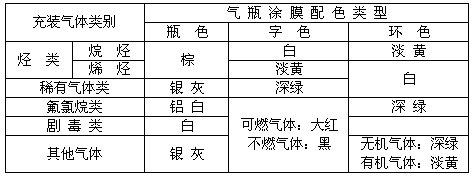 充装气体类别 气瓶涂膜配色类型
瓶色 字色 环色
烃类 烷烃 棕 白 淡黄
烯烃 淡黄 白
稀有气体类 银灰 深绿
氟氯烷类 铝白 可燃气体：大红 不燃气体：黑 深绿
剧毒类 白
其他气体 银灰 无机气体：深绿
有机气体：淡黄